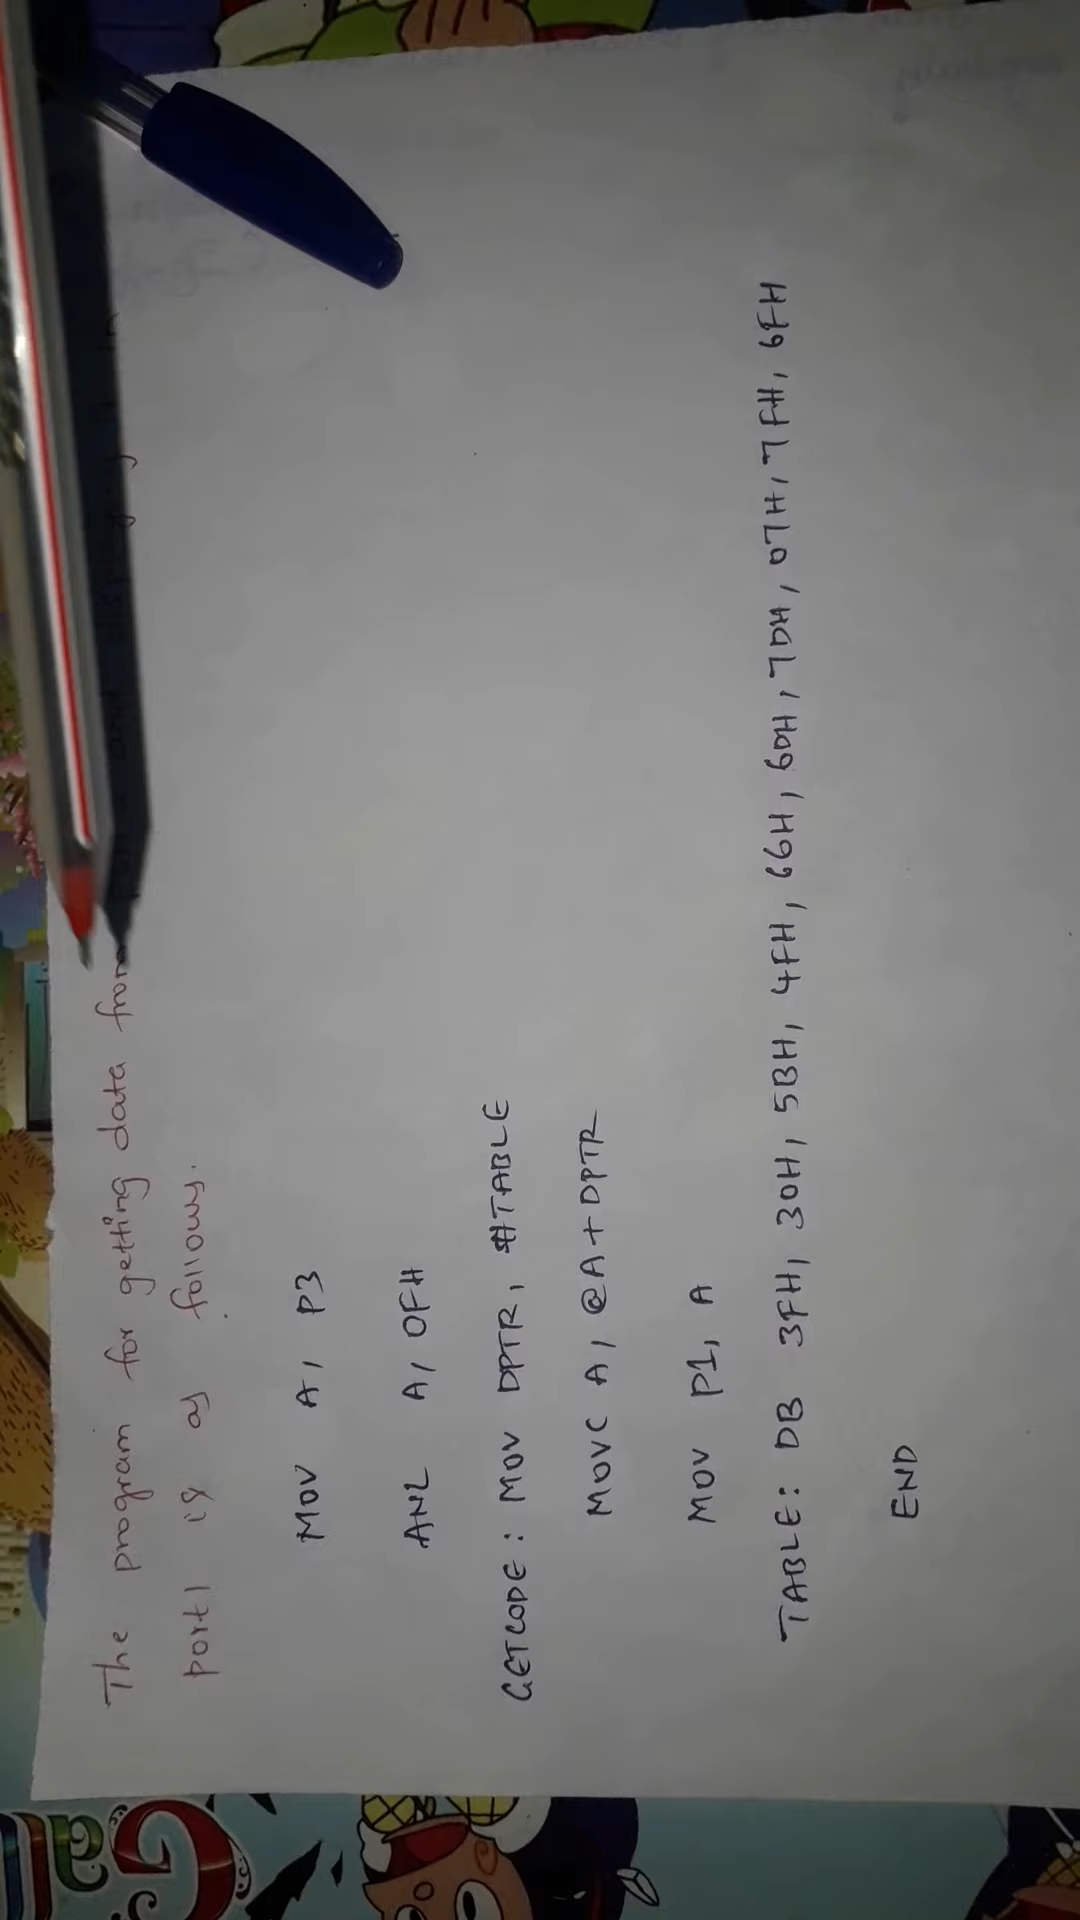 The program for getting data from
port1 is as follows.
MOV A, P3
ANL A, 0FH
GETCODE: MOV DPTR, #TABLE
MOVC A, @A+DPTR
MOV P1, A
TABLE: DB 3FH, 30H, 5BH, 4FH, 66H, 6DH, 7DH, 07H, 7FH, 6FH
END